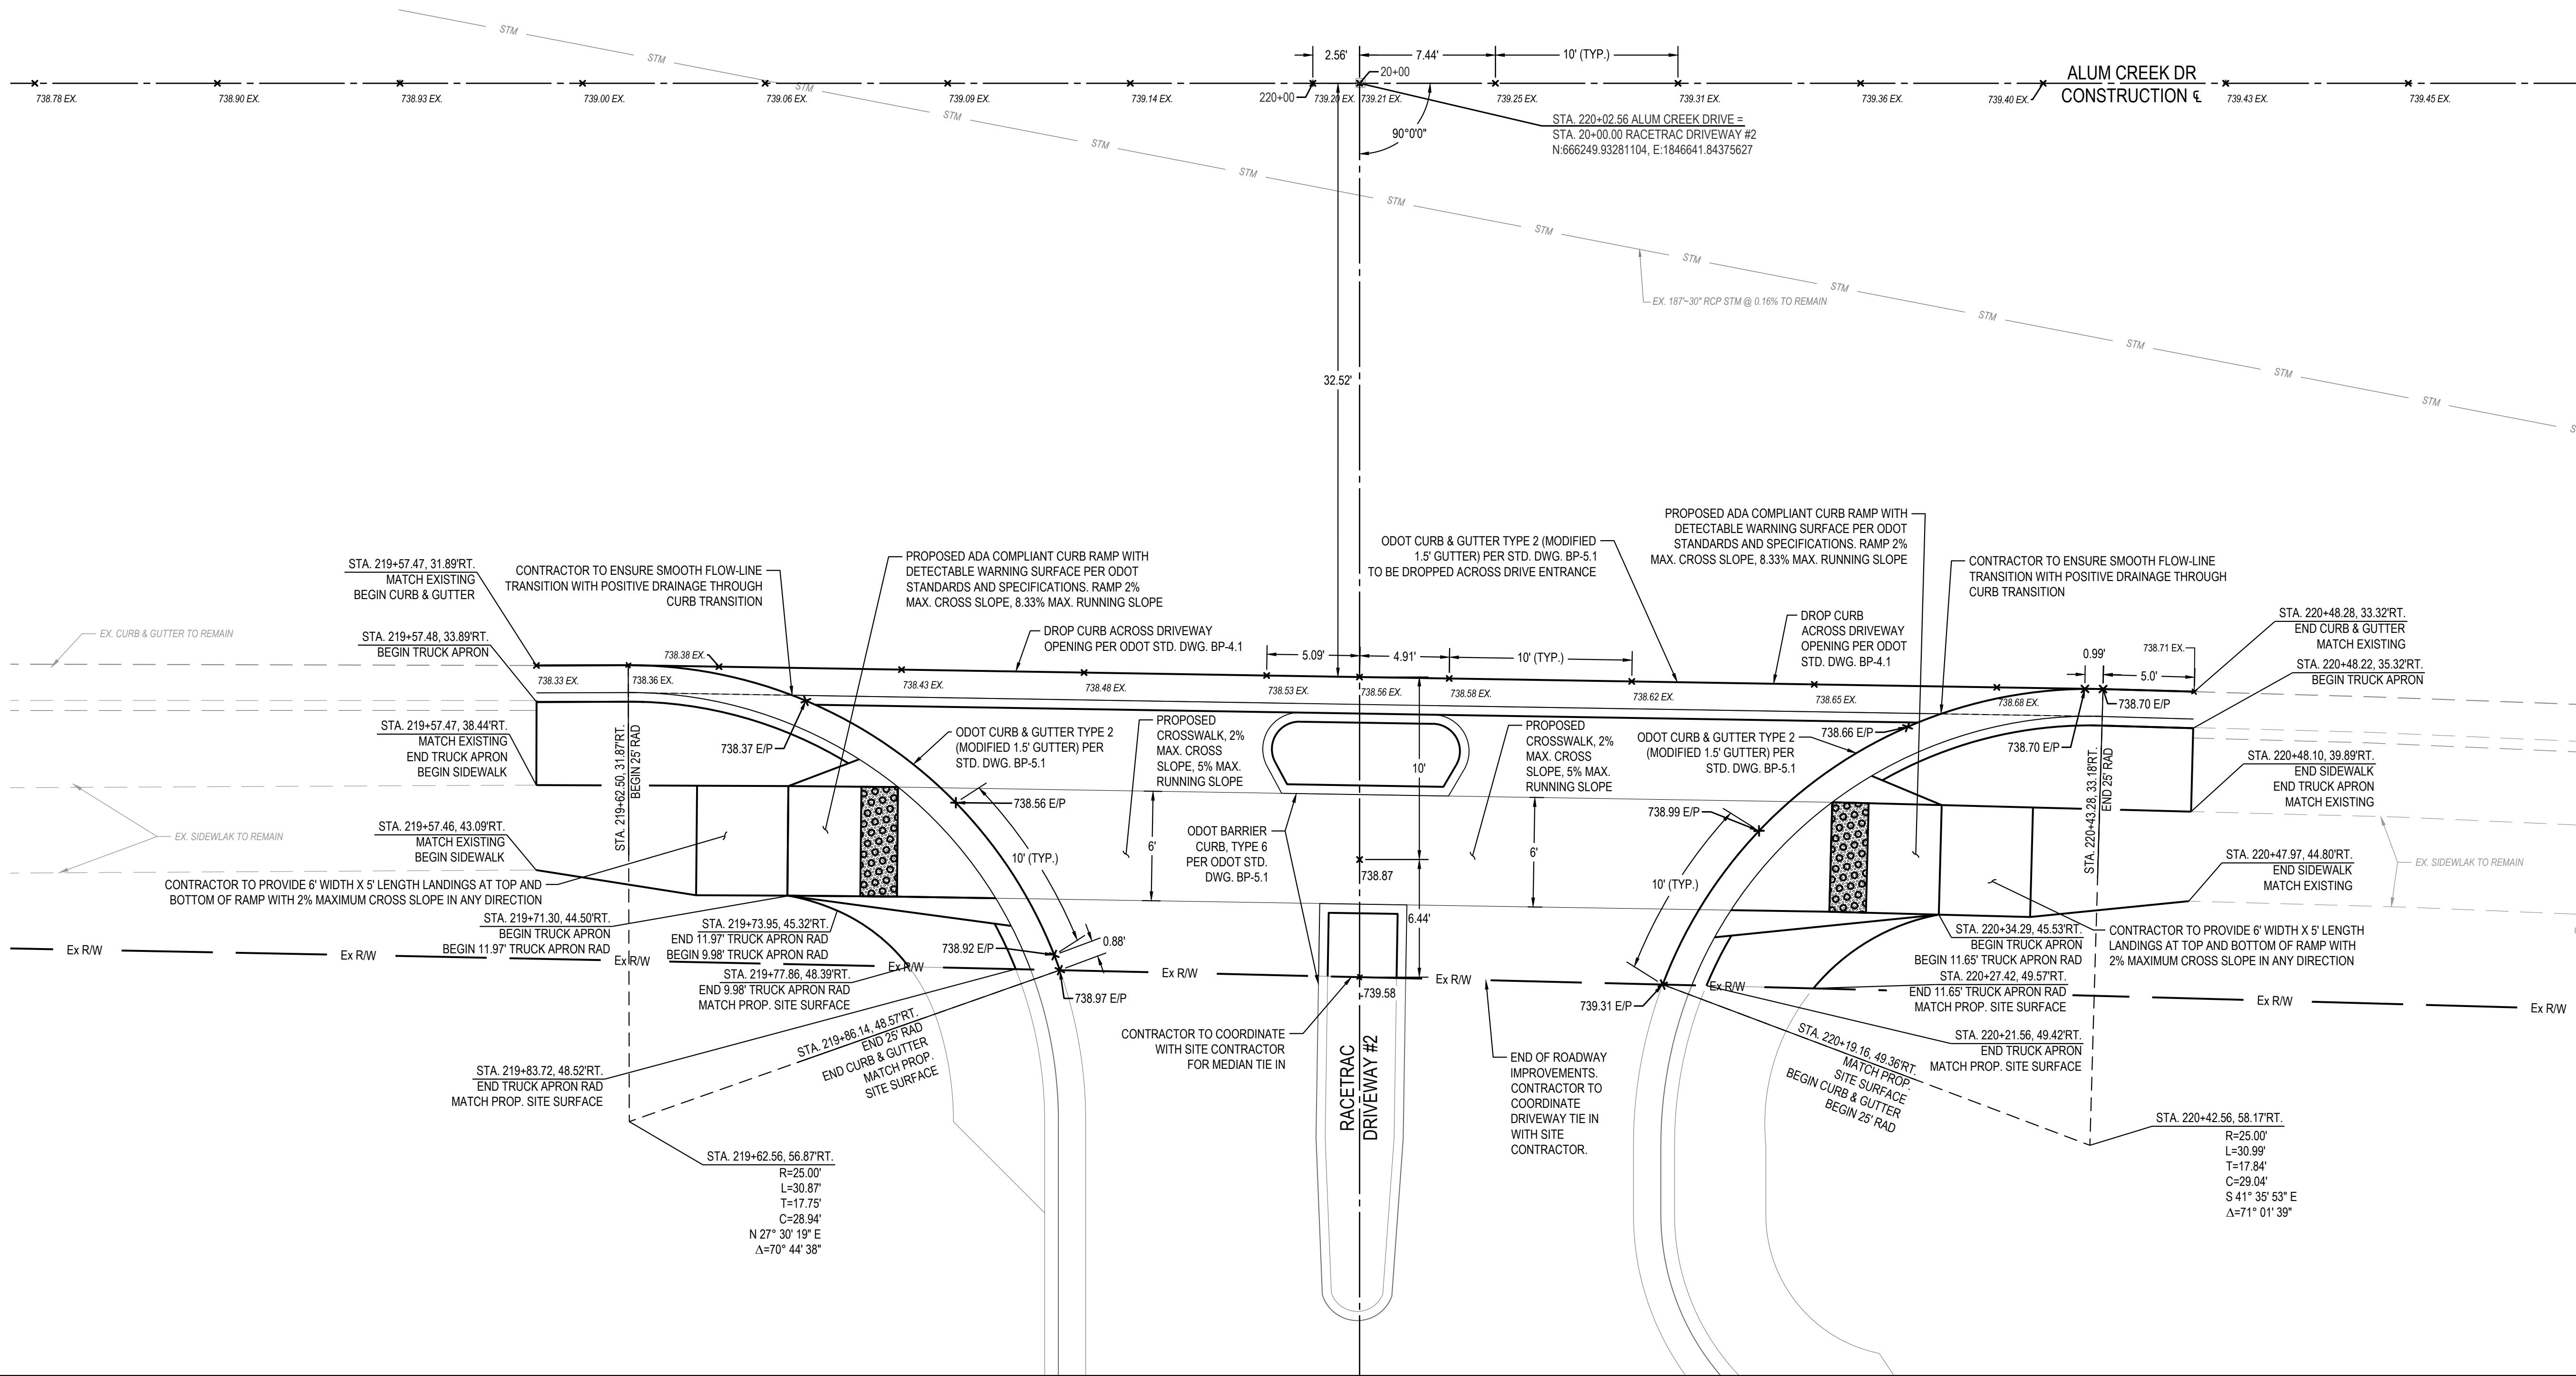 STM
STM
STM
STM
STM
STM
STM
STM
STM
STM
STM
STM
STM
STM
2.56'
7.44'
10' (TYP.)
20+00
220+00
738.78 EX.
738.90 EX.
738.93 EX.
739.00 EX.
739.06 EX.
739.09 EX.
739.14 EX.
739.20 EX.
739.21 EX.
739.25 EX.
739.31 EX.
739.36 EX.
739.40 EX.
739.43 EX.
739.45 EX.
ALUM CREEK DR
CONSTRUCTION ℄
90°0'0"
STA. 220+02.56 ALUM CREEK DRIVE =
STA. 20+00.00 RACETRAC DRIVEWAY #2
N:666249.93281104, E:1846641.84375627
EX. 187'~30" RCP STM @ 0.16% TO REMAIN
32.52'
STA. 219+57.47, 31.89'RT.
MATCH EXISTING
BEGIN CURB & GUTTER
CONTRACTOR TO ENSURE SMOOTH FLOW-LINE
TRANSITION WITH POSITIVE DRAINAGE THROUGH
CURB TRANSITION
PROPOSED ADA COMPLIANT CURB RAMP WITH
DETECTABLE WARNING SURFACE PER ODOT
STANDARDS AND SPECIFICATIONS. RAMP 2%
MAX. CROSS SLOPE, 8.33% MAX. RUNNING SLOPE
ODOT CURB & GUTTER TYPE 2 (MODIFIED
1.5' GUTTER) PER STD. DWG. BP-5.1
TO BE DROPPED ACROSS DRIVE ENTRANCE
PROPOSED ADA COMPLIANT CURB RAMP WITH
DETECTABLE WARNING SURFACE PER ODOT
STANDARDS AND SPECIFICATIONS. RAMP 2%
MAX. CROSS SLOPE, 8.33% MAX. RUNNING SLOPE
CONTRACTOR TO ENSURE SMOOTH FLOW-LINE
TRANSITION WITH POSITIVE DRAINAGE THROUGH
CURB TRANSITION
STA. 220+48.28, 33.32'RT.
END CURB & GUTTER
MATCH EXISTING
EX. CURB & GUTTER TO REMAIN
STA. 219+57.48, 33.89'RT.
BEGIN TRUCK APRON
738.38 EX.
DROP CURB ACROSS DRIVEWAY
OPENING PER ODOT STD. DWG. BP-4.1
5.09'
4.91'
10' (TYP.)
DROP CURB
ACROSS DRIVEWAY
OPENING PER ODOT
STD. DWG. BP-4.1
0.99'
738.71 EX.
5.0'
STA. 220+48.22, 35.32'RT.
BEGIN TRUCK APRON
738.33 EX.
738.36 EX.
738.43 EX.
738.48 EX.
738.53 EX.
738.56 EX.
738.58 EX.
738.62 EX.
738.65 EX.
738.68 EX.
738.70 E/P
STA. 219+57.47, 38.44'RT.
MATCH EXISTING
END TRUCK APRON
BEGIN SIDEWALK
STA. 219+62.50, 31.87'RT.
BEGIN 25' RAD
738.37 E/P
ODOT CURB & GUTTER TYPE 2
(MODIFIED 1.5' GUTTER) PER
STD. DWG. BP-5.1
PROPOSED
CROSSWALK, 2%
MAX. CROSS
SLOPE, 5% MAX.
RUNNING SLOPE
10'
PROPOSED
CROSSWALK, 2%
MAX. CROSS
SLOPE, 5% MAX.
RUNNING SLOPE
ODOT CURB & GUTTER TYPE 2
(MODIFIED 1.5' GUTTER) PER
STD. DWG. BP-5.1
738.66 E/P
738.70 E/P
STA. 220+43.28, 33.18'RT.
END 25' RAD
STA. 220+48.10, 39.89'RT.
END SIDEWALK
END TRUCK APRON
MATCH EXISTING
EX. SIDEWLAK TO REMAIN
STA. 219+57.46, 43.09'RT.
MATCH EXISTING
BEGIN SIDEWALK
738.56 E/P
10' (TYP.)
6'
ODOT BARRIER
CURB, TYPE 6
PER ODOT STD.
DWG. BP-5.1
738.87
6'
738.99 E/P
10' (TYP.)
STA. 220+47.97, 44.80'RT.
END SIDEWALK
MATCH EXISTING
EX. SIDEWLAK TO REMAIN
CONTRACTOR TO PROVIDE 6' WIDTH X 5' LENGTH LANDINGS AT TOP AND
BOTTOM OF RAMP WITH 2% MAXIMUM CROSS SLOPE IN ANY DIRECTION
STA. 219+71.30, 44.50'RT.
BEGIN TRUCK APRON
BEGIN 11.97' TRUCK APRON RAD
STA. 219+73.95, 45.32'RT.
END 11.97' TRUCK APRON RAD
BEGIN 9.98' TRUCK APRON RAD
STA. 219+77.86, 48.39'RT.
END 9.98' TRUCK APRON RAD
MATCH PROP. SITE SURFACE
738.92 E/P
0.88'
738.97 E/P
6.44'
739.58
739.31 E/P
STA. 220+34.29, 45.53'RT.
BEGIN TRUCK APRON
BEGIN 11.65' TRUCK APRON RAD
STA. 220+27.42, 49.57'RT.
END 11.65' TRUCK APRON RAD
MATCH PROP. SITE SURFACE
STA. 220+21.56, 49.42'RT.
END TRUCK APRON
MATCH PROP. SITE SURFACE
CONTRACTOR TO PROVIDE 6' WIDTH X 5' LENGTH
LANDINGS AT TOP AND BOTTOM OF RAMP WITH
2% MAXIMUM CROSS SLOPE IN ANY DIRECTION
Ex R/W
Ex R/W
Ex R/W
Ex R/W
Ex R/W
Ex R/W
Ex R/W
Ex R/W
Ex R/W
Ex R/W
STA. 219+83.72, 48.52'RT.
END TRUCK APRON RAD
MATCH PROP. SITE SURFACE
STA. 219+86.14, 48.57'RT.
END 25' RAD
END CURB & GUTTER
MATCH PROP.
SITE SURFACE
CONTRACTOR TO COORDINATE
WITH SITE CONTRACTOR
FOR MEDIAN TIE IN
RACETRAC
DRIVEWAY #2
END OF ROADWAY
IMPROVEMENTS.
CONTRACTOR TO
COORDINATE
DRIVEWAY TIE IN
WITH SITE
CONTRACTOR.
STA. 220+19.16, 49.36'RT.
MATCH PROP.
SITE SURFACE
BEGIN CURB & GUTTER
BEGIN 25' RAD
STA. 219+62.56, 56.87'RT.
R=25.00'
L=30.87'
T=17.75'
C=28.94'
N 27° 30' 19" E
Δ=70° 44' 38"
STA. 220+42.56, 58.17'RT.
R=25.00'
L=30.99'
T=17.84'
C=29.04'
S 41° 35' 53" E
Δ=71° 01' 39"